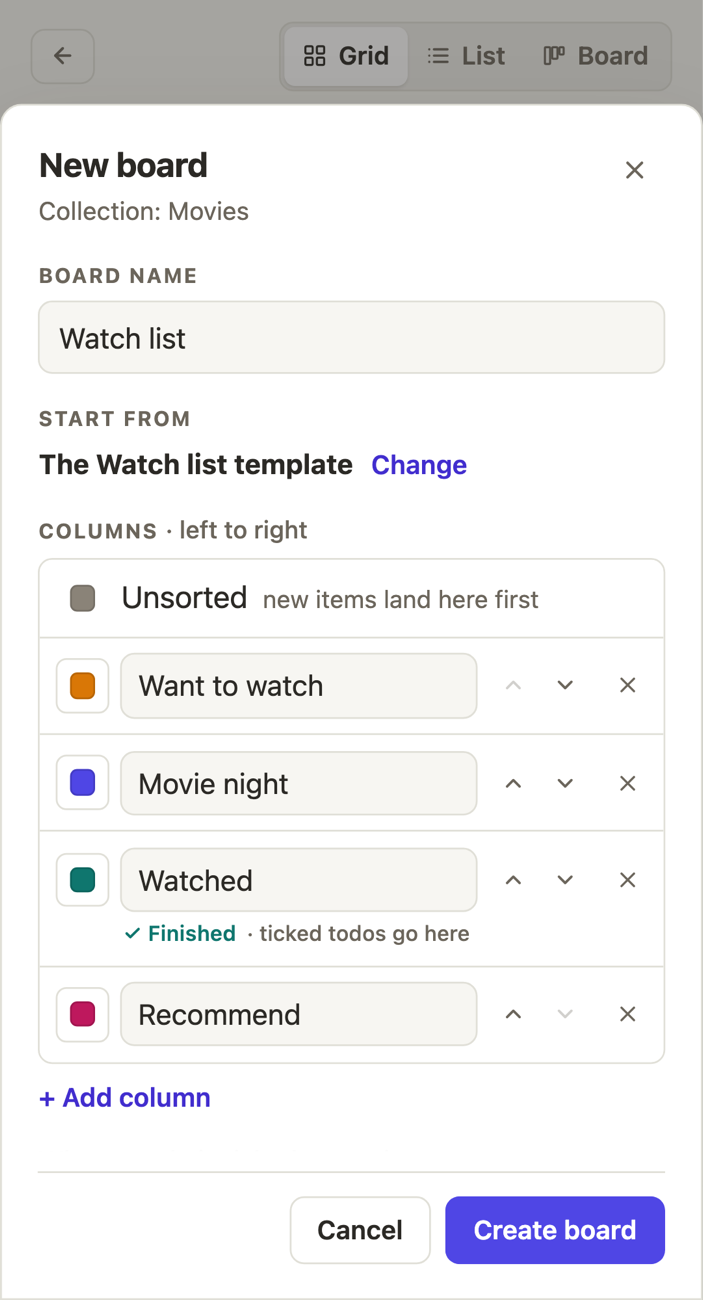 Grid List Board
New board
Collection: Movies
BOARD NAME
Watch list
START FROM
The Watch list template Change
COLUMNS · left to right
Unsorted new items land here first
Want to watch
Movie night
Watched
✓ Finished · ticked todos go here
Recommend
+ Add column
Cancel Create board